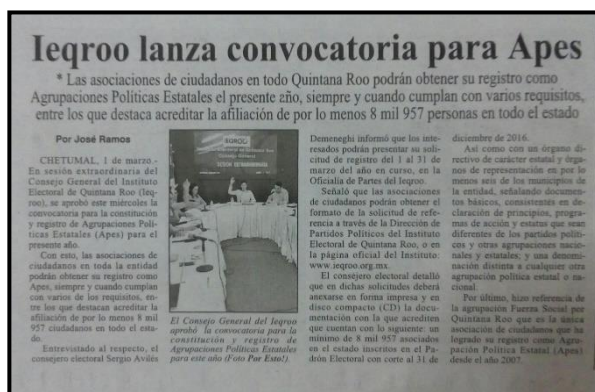 Ieqroo lanza convocatoria para Apes
* Las asociaciones de ciudadanos en todo Quintana Roo podrán obtener su registro como
Agrupaciones Políticas Estatales el presente año, siempre y cuando cumplan con varios requisitos,
entre los que destaca acreditar la afiliación de por lo menos 8 mil 957 personas en todo el estado
Por José Ramos
CHETUMAL, 1 de marzo.-
En sesión extraordinaria del
Consejo General del Instituto
Electoral de Quintana Roo (Ieq-
roo), se aprobó este miércoles la
convocatoria para la constitución
y registro de Agrupaciones Polí-
ticas Estatales (Apes) para el
presente año.
Con esto, las asociaciones de
ciudadanos en toda la entidad
podrán obtener su registro como
Apes, siempre y cuando cumplan
con varios de los requisitos, en-
tre los que destacan acreditar la
afiliación de por lo menos 8 mil
957 ciudadanos en todo el esta-
do.
Entrevistado al respecto, el
consejero electoral Sergio Avilés
IEQROO
El Consejo General del Ieqroo
aprobó la convocatoria para la
constitución y registro de
Agrupaciones Políticas Estatales
para este año (Foto Por Esto!).
Demeneghi informó que los inte-
resados podrán presentar su soli-
citud de registro del 1 al 31 de
marzo del año en curso, en la
Oficialía de Partes del Ieqroo.
Señaló que las asociaciones
de ciudadanos podrán obtener el
formato de la solicitud de refe-
rencia a través de la Dirección de
Partidos Políticos del Instituto
Electoral de Quintana Roo, o en
la página oficial del Instituto:
www.ieqroo.org.mx.
El consejero electoral detalló
que en dichas solicitudes deberá
anexarse en forma impresa y en
disco compacto (CD) la documen-
tación con la que acrediten
que cuentan con lo siguiente: un
mínimo de 8 mil 957 asociados
en el estado inscritos en el Pa-
drón Electoral con corte al 31 de
diciembre de 2016.
Así como con un órgano di-
rectivo de carácter estatal y órga-
nos de representación en por lo
menos seis de los municipios de
la entidad, señalando documen-
tos básicos, consistentes en de-
claración de principios, progra-
mas de acción y estatus que sean
diferentes de los partidos políti-
cos y otras agrupaciones nacio-
nales y estatales; y una denomi-
nación distinta a cualquier otra
agrupación política estatal o na-
cional.
Por último, hizo referencia de
la agrupación Fuerza Social por
Quintana Roo que es la única
asociación de ciudadanos que ha
logrado su registro como Agru-
pación Política Estatal (Apes)
desde el año 2007.